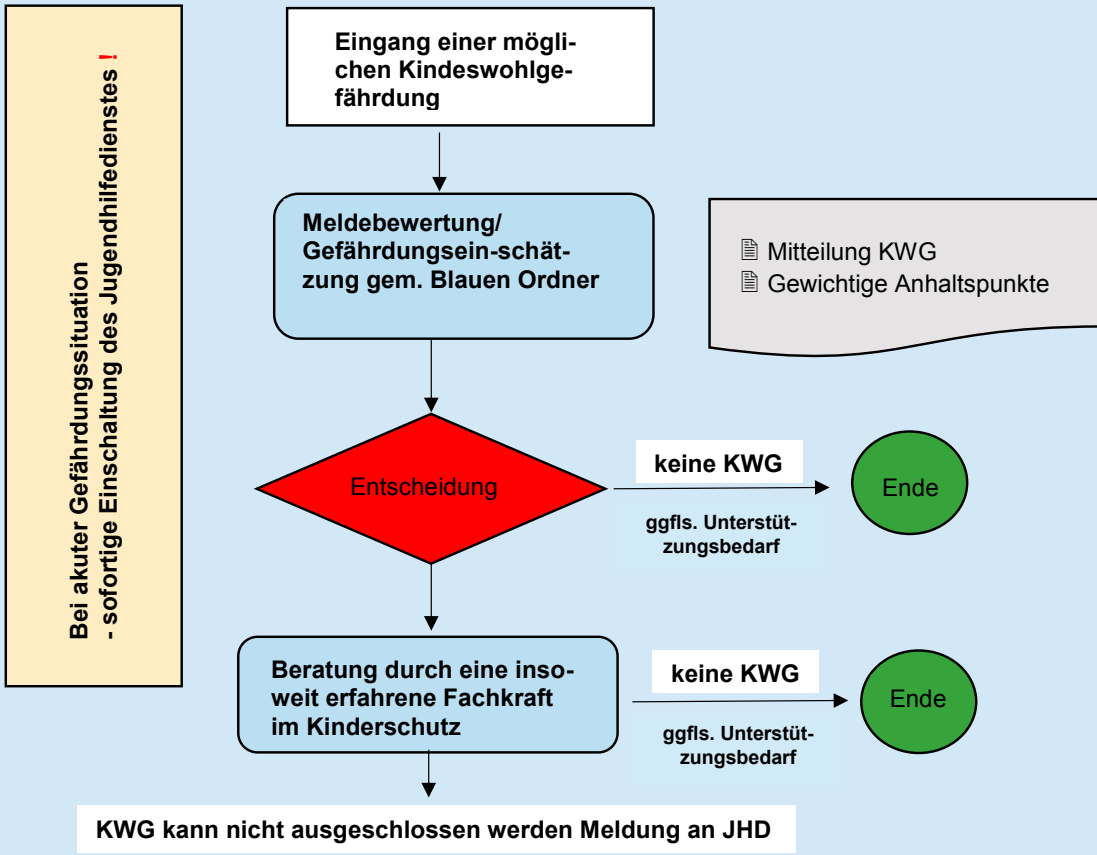 Bei akuter Gefährdungssituation
- sofortige Einschaltung des Jugendhilfedienstes !
Eingang einer mögli-
chen Kindeswohlge-
fährdung
Meldebewertung/
Gefährdungsein-schät-
zung gem. Blauen Ordner
Mitteilung KWG
Gewichtige Anhaltspunkte
Entscheidung
keine KWG
ggfls. Unterstüt-
zungsbedarf
Ende
Beratung durch eine inso-
weit erfahrene Fachkraft
im Kinderschutz
keine KWG
ggfls. Unterstüt-
zungsbedarf
Ende
KWG kann nicht ausgeschlossen werden Meldung an JHD